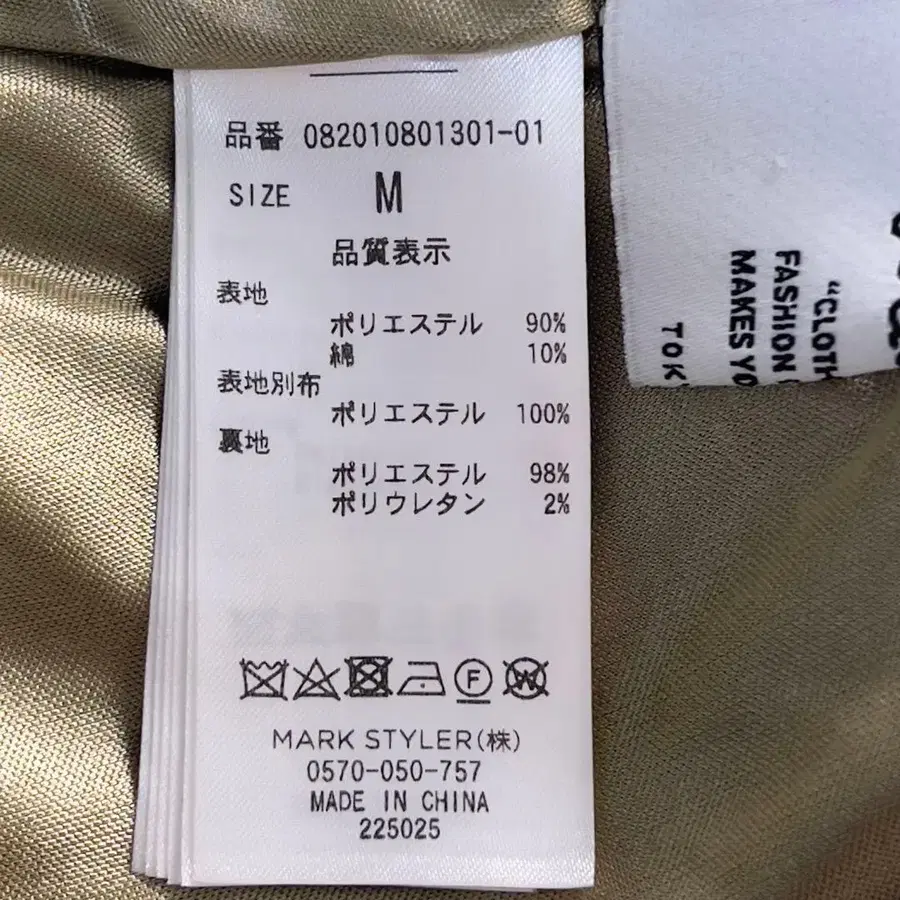 品番 082010801301-01
SIZE M
品質表示
表地
ポリエステル 90%
綿 10%
表地別布
ポリエステル 100%
裏地
ポリエステル 98%
ポリウレタン 2%
F W
MARK STYLER(株)
0570-050-757
MADE IN CHINA
225025
FASHION
MAKES